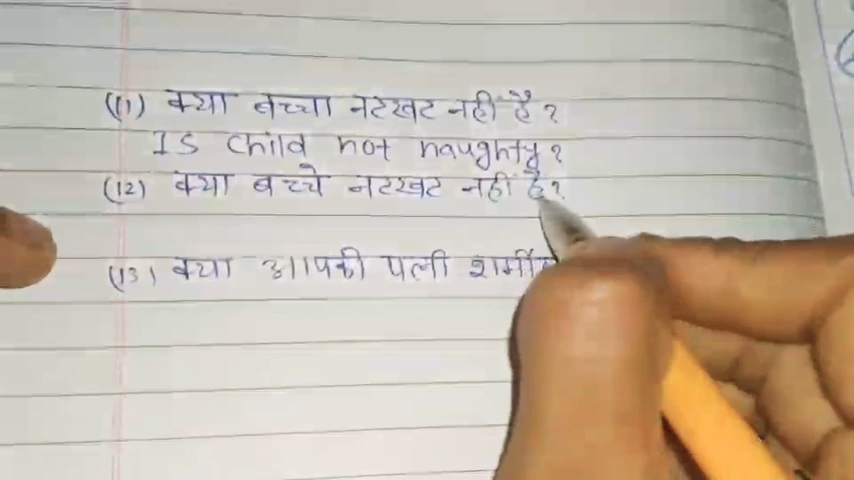 (11) क्या बच्चा नटखट नहीं है?
Is child not naughty?
(12) क्या बच्चे नटखट नहीं है?
(13) क्या आपकी पत्नी